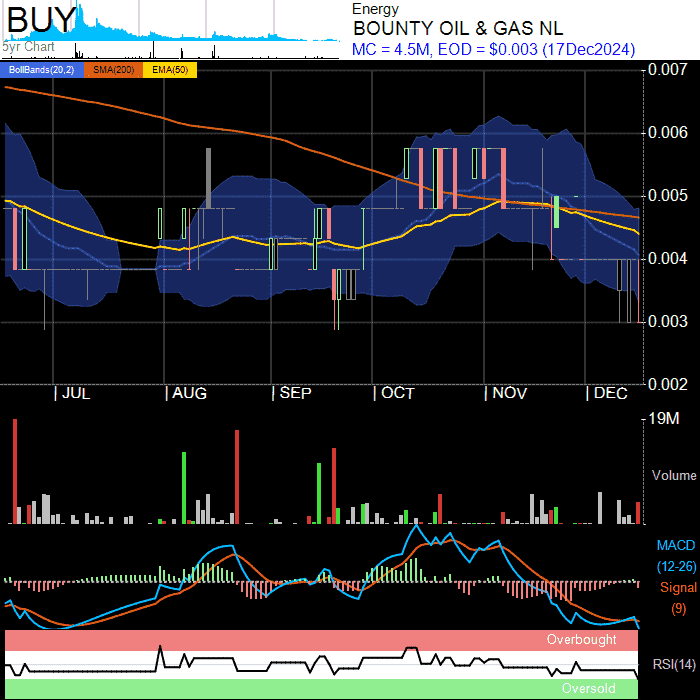 BUY
5yr Chart
Energy
BOUNTY OIL & GAS NL
MC = 4.5M, EOD = $0.003 (17Dec2024)
BollBands(20,2) SMA(200) EMA(50)
0.007
0.006
0.005
0.004
0.003
0.002
JUL AUG SEP OCT NOV DEC
19M
Volume
MACD
(12-26)
Signal
(9)
Overbought
RSI(14)
Oversold